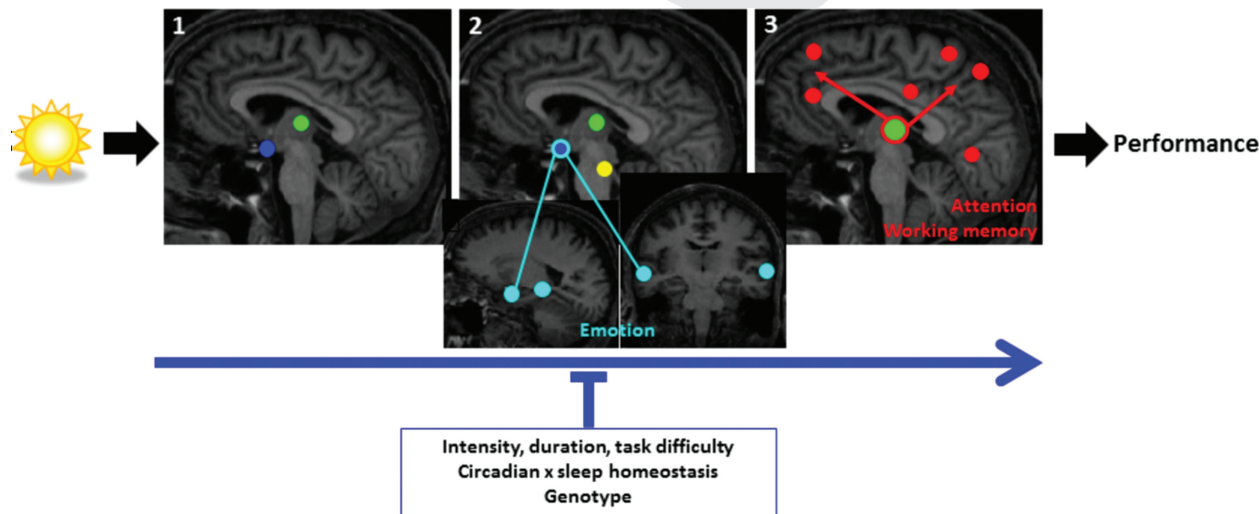 1
2
3
Performance
Attention
Working memory
Emotion
Intensity, duration, task difficulty
Circadian x sleep homeostasis
Genotype